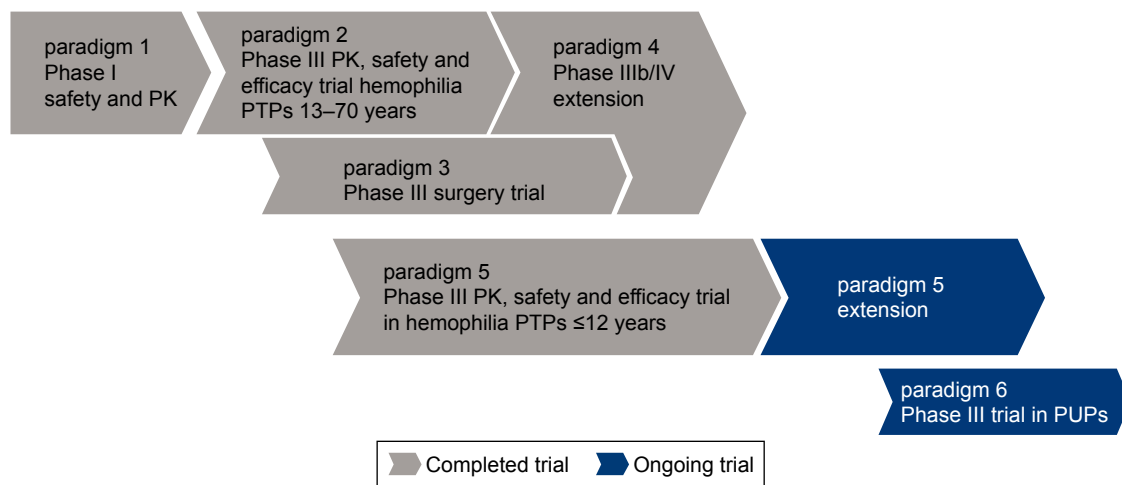 paradigm 1
Phase I
safety and PK
paradigm 2
Phase III PK, safety and
efficacy trial hemophilia
PTPs 13–70 years
paradigm 4
Phase IIIb/IV
extension
paradigm 3
Phase III surgery trial
paradigm 5
Phase III PK, safety and efficacy trial
in hemophilia PTPs ≤12 years
paradigm 5
extension
paradigm 6
Phase III trial in PUPs
Completed trial
Ongoing trial